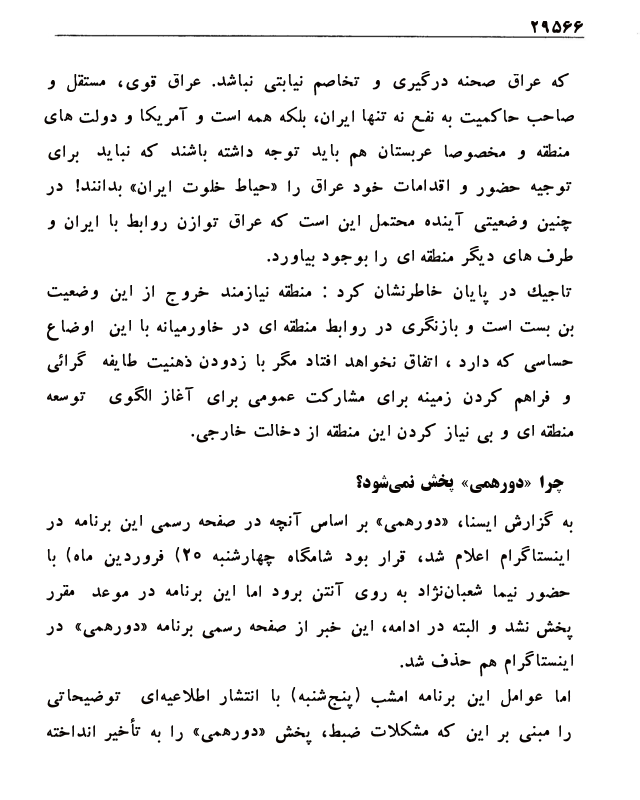 ۲۹۵۶۶
که عراق صحنه درگیری و تخاصم نیابتی نباشد. عراق قوی، مستقل و
صاحب حاکمیت به نفع نه تنها ایران، بلکه همه است و آمریکا و دولت های
منطقه و مخصوصا عربستان هم باید توجه داشته باشند که نباید برای
توجیه حضور و اقدامات خود عراق را «حیاط خلوت ایران» بدانند! در
چنین وضعیتی آینده محتمل این است که عراق توازن روابط با ایران و
طرف های دیگر منطقه ای را بوجود بیاورد.
تاجیك در پایان خاطرنشان کرد : منطقه نیازمند خروج از این وضعیت
بن بست است و بازنگری در روابط منطقه ای در خاورمیانه با این اوضاع
حساسی که دارد ، اتفاق نخواهد افتاد مگر با زدودن ذهنیت طایفه گرائی
و فراهم کردن زمینه برای مشارکت عمومی برای آغاز الگوی توسعه
منطقه ای و بی نیاز کردن این منطقه از دخالت خارجی.
چرا «دورهمی» پخش نمی‌شود؟
به گزارش ایسنا، «دورهمی» بر اساس آنچه در صفحه رسمی این برنامه در
اینستاگرام اعلام شد، قرار بود شامگاه چهارشنبه ۲۵) فروردین ماه) با
حضور نیما شعبان‌نژاد به روی آنتن برود اما این برنامه در موعد مقرر
پخش نشد و البته در ادامه، این خبر از صفحه رسمی برنامه «دورهمی» در
اینستاگرام هم حذف شد.
اما عوامل این برنامه امشب (پنج‌شنبه) با انتشار اطلاعیه‌ای توضیحاتی
را مبنی بر این که مشکلات ضبط، پخش «دورهمی» را به تأخیر انداخته